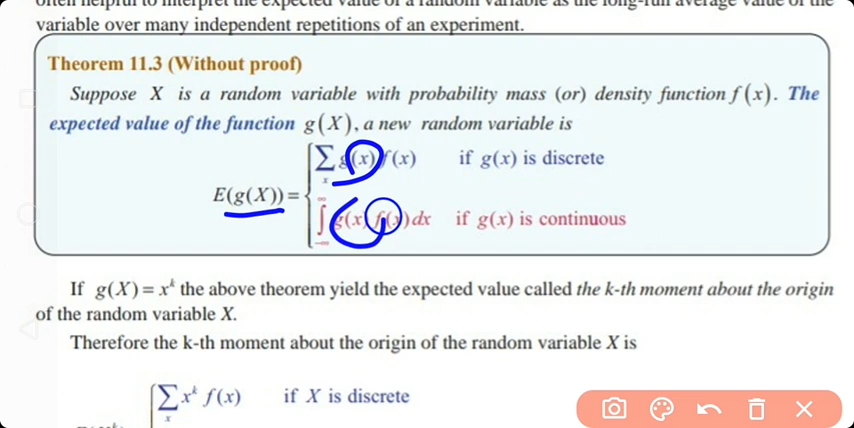 variable over many independent repetitions of an experiment.
Theorem 11.3 (Without proof)
Suppose X is a random variable with probability mass (or) density function f(x). The
expected value of the function g(X), a new random variable is
E(g(X)) = { ∑ₓ g(x) f(x) if g(x) is discrete
∫_{-∞}^{∞} g(x) f(x) dx if g(x) is continuous
If g(X) = xᵏ the above theorem yield the expected value called the k-th moment about the origin
of the random variable X.
Therefore the k-th moment about the origin of the random variable X is
∑ₓ xᵏ f(x) if X is discrete